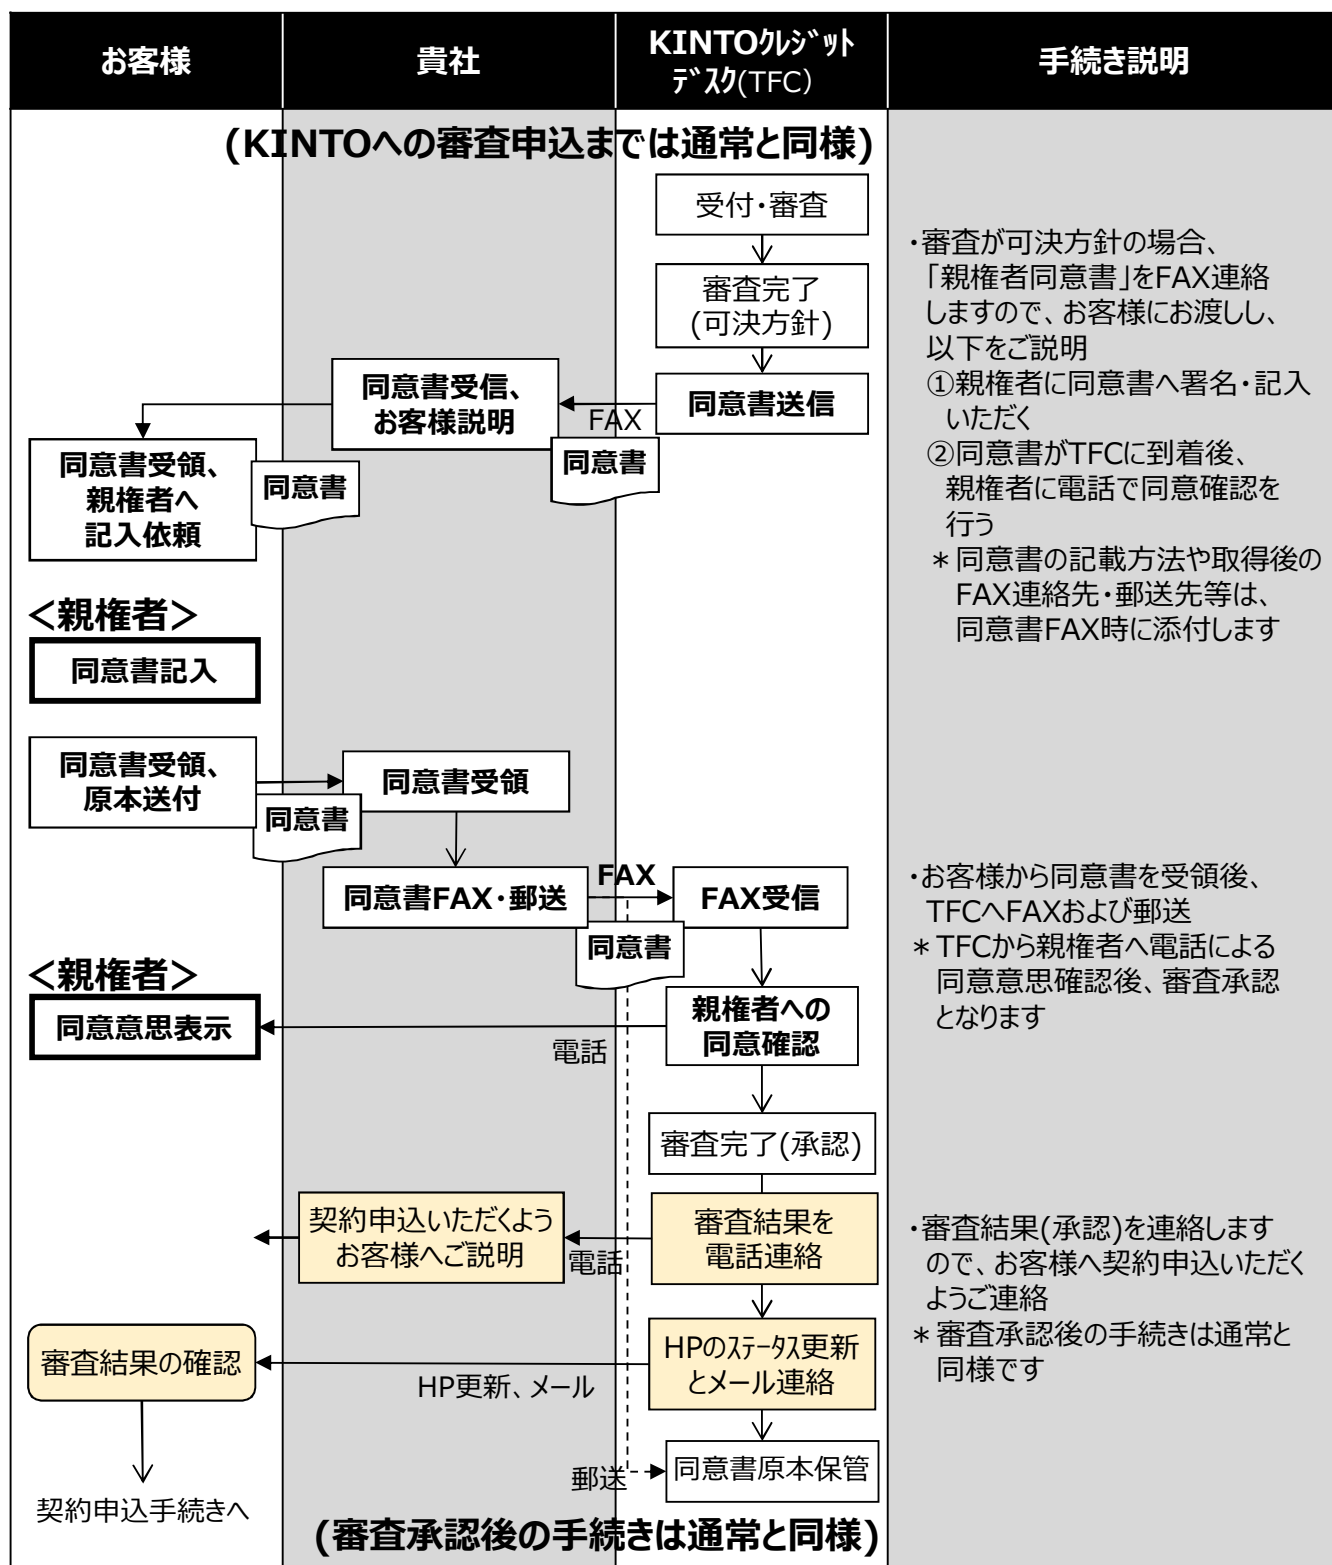 お客様
貴社
KINTOｸﾚｼﾞｯﾄ
ﾃﾞｽｸ(TFC)
手続き説明
(KINTOへの審査申込までは通常と同様)
受付・審査
審査完了
(可決方針)
同意書送信
FAX
同意書
同意書受信、
お客様説明
同意書受領、
親権者へ
記入依頼
同意書
・審査が可決方針の場合、
「親権者同意書」をFAX連絡
しますので、お客様にお渡しし、
以下をご説明
①親権者に同意書へ署名・記入
いただく
②同意書がTFCに到着後、
親権者に電話で同意確認を
行う
＊同意書の記載方法や取得後の
FAX連絡先・郵送先等は、
同意書FAX時に添付します
＜親権者＞
同意書記入
同意書受領、
原本送付
同意書
同意書受領
同意書FAX・郵送
FAX
同意書
FAX受信
・お客様から同意書を受領後、
TFCへFAXおよび郵送
＊TFCから親権者へ電話による
同意意思確認後、審査承認
となります
＜親権者＞
同意意思表示
電話
親権者への
同意確認
審査完了(承認)
契約申込いただくよう
お客様へご説明
電話
審査結果を
電話連絡
・審査結果(承認)を連絡します
ので、お客様へ契約申込いただく
ようご連絡
＊審査承認後の手続きは通常と
同様です
審査結果の確認
HP更新、メール
HPのｽﾃｰﾀｽ更新
とメール連絡
郵送
同意書原本保管
契約申込手続きへ
(審査承認後の手続きは通常と同様)